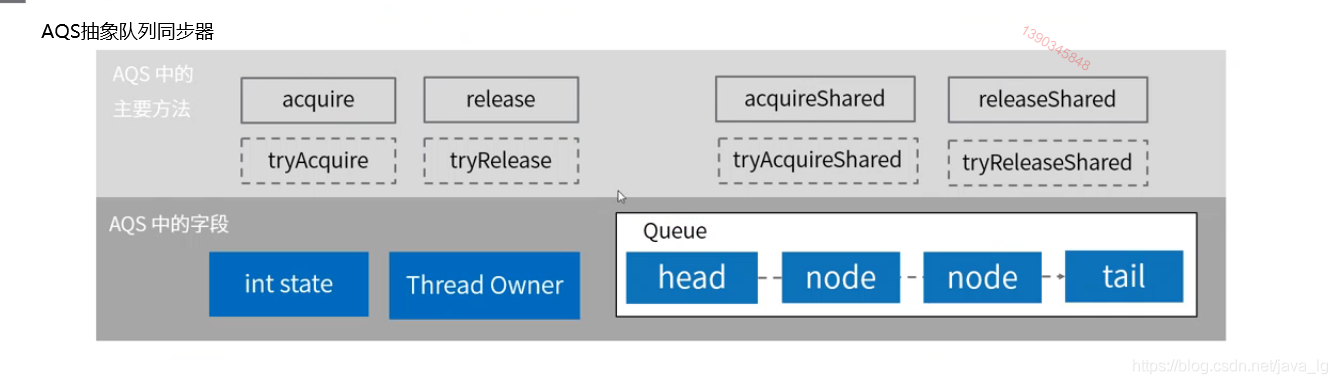 AQS抽象队列同步器
1390345848
AQS 中的
主要方法
acquire
release
acquireShared
releaseShared
tryAcquire
tryRelease
tryAcquireShared
tryReleaseShared
AQS 中的字段
Queue
int state
Thread Owner
head
node
node
tail
https://blog.csdn.net/java_lg